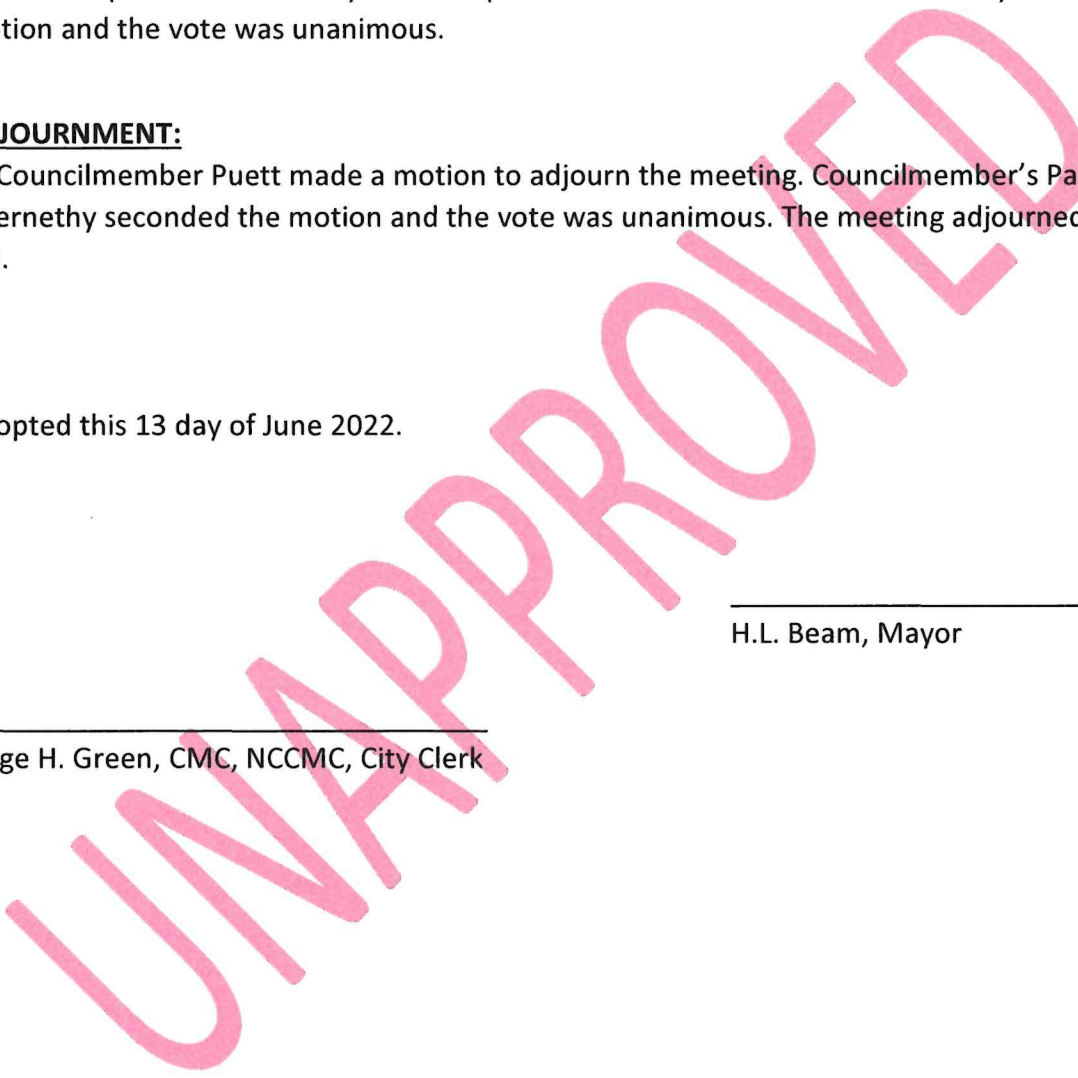 tion and the vote was unanimous.
JOURNMENT:
Councilmember Puett made a motion to adjourn the meeting. Councilmember’s Pa
ernethy seconded the motion and the vote was unanimous. The meeting adjourned
opted this 13 day of June 2022.
H.L. Beam, Mayor
ge H. Green, CMC, NCCMC, City Clerk
UNAPPROVED